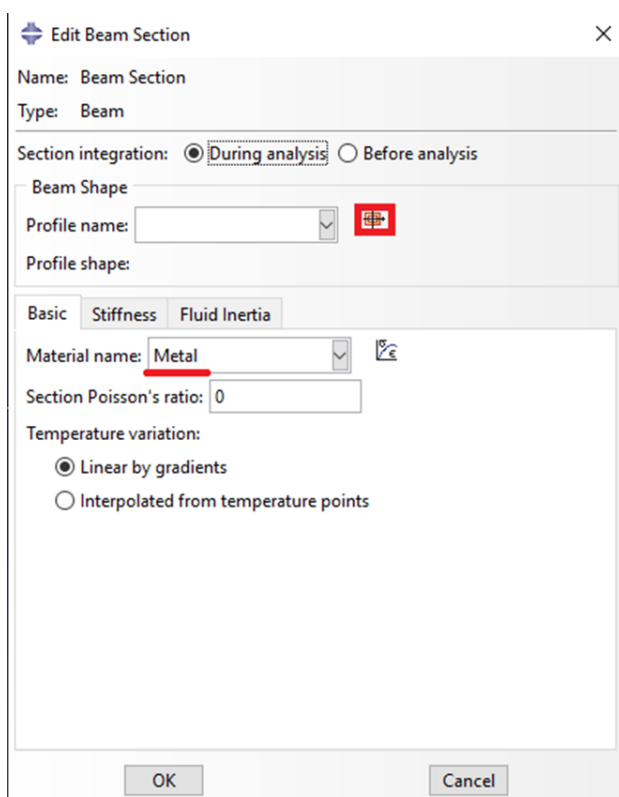 Edit Beam Section
Name: Beam Section
Type: Beam
Section integration: During analysis Before analysis
Beam Shape
Profile name:
Profile shape:
Basic Stiffness Fluid Inertia
Material name: Metal
Section Poisson's ratio: 0
Temperature variation:
Linear by gradients
Interpolated from temperature points
OK Cancel